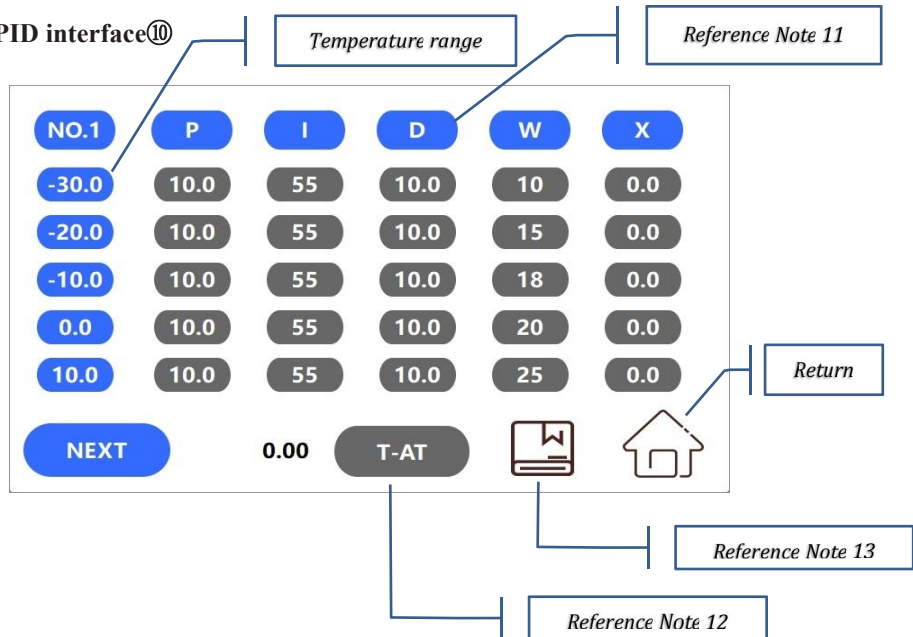 PID interface⑩
Temperature range
Reference Note 11
NO.1 P I D W X
-30.0 10.0 55 10.0 10 0.0
-20.0 10.0 55 10.0 15 0.0
-10.0 10.0 55 10.0 18 0.0
0.0 10.0 55 10.0 20 0.0
10.0 10.0 55 10.0 25 0.0
Return
NEXT 0.00 T-AT
Reference Note 13
Reference Note 12